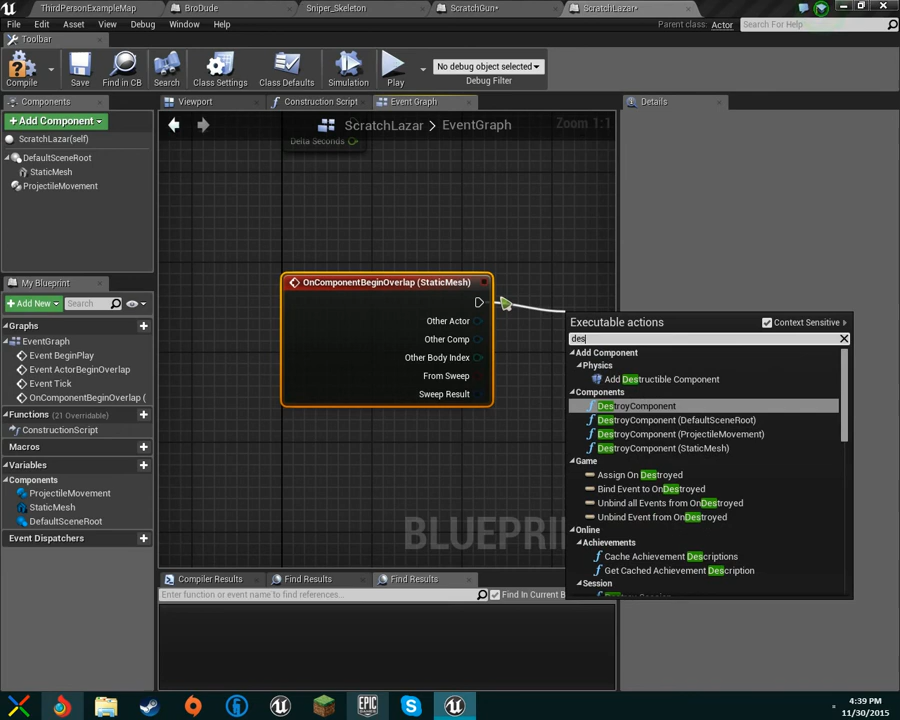 ThirdPersonExampleMap
BroDude
Sniper_Skeleton
ScratchGun*
ScratchLazar*
File Edit Asset View Debug Window Help
Parent class: Actor
Search For Help
Toolbar
Compile
Save
Find in CB
Search
Class Settings
Class Defaults
Simulation
Play
No debug object selected
Debug Filter
Components
Viewport
Construction Script
Event Graph
Details
+Add Component
ScratchLazar(self)
DefaultSceneRoot
StaticMesh
ProjectileMovement
ScratchLazar > EventGraph
Zoom 1:1
Delta Seconds
My Blueprint
+Add New
Search
Graphs
EventGraph
Event BeginPlay
Event ActorBeginOverlap
Event Tick
OnComponentBeginOverlap (
Functions (21 Overridable)
ConstructionScript
Macros
Variables
Components
ProjectileMovement
StaticMesh
DefaultSceneRoot
Event Dispatchers
OnComponentBeginOverlap (StaticMesh)
Other Actor
Other Comp
Other Body Index
From Sweep
Sweep Result
BLUEPRIN
Executable actions
Context Sensitive
des
Add Component
Physics
Add Destructible Component
Components
DestroyComponent
DestroyComponent (DefaultSceneRoot)
DestroyComponent (ProjectileMovement)
DestroyComponent (StaticMesh)
Game
Assign On Destroyed
Bind Event to OnDestroyed
Unbind all Events from OnDestroyed
Unbind Event from OnDestroyed
Online
Achievements
Cache Achievement Descriptions
Get Cached Achievement Description
Session
Compiler Results
Find Results
Find Results
Enter function or event name to find references...
Find In Current B
EPIC
4:39 PM
11/30/2015